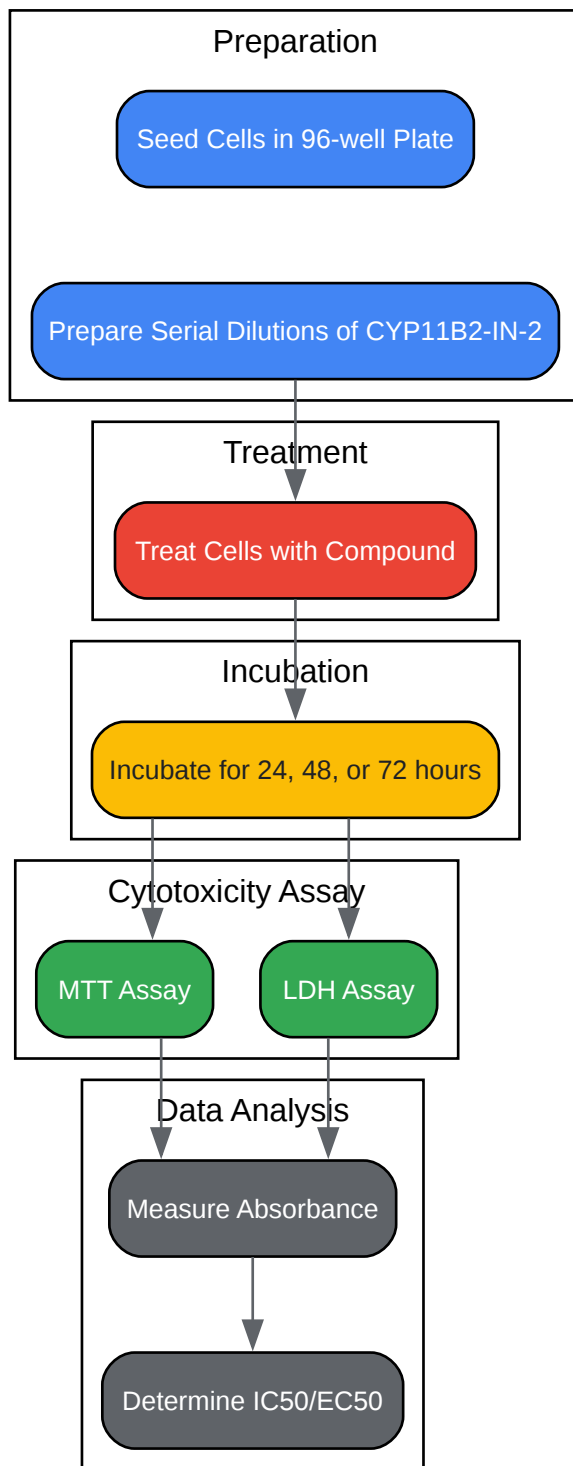 Preparation
Seed Cells in 96-well Plate
Prepare Serial Dilutions of CYP11B2-IN-2
Treatment
Treat Cells with Compound
Incubation
Incubate for 24, 48, or 72 hours
Cytotoxicity Assay
MTT Assay
LDH Assay
Data Analysis
Measure Absorbance
Determine IC50/EC50